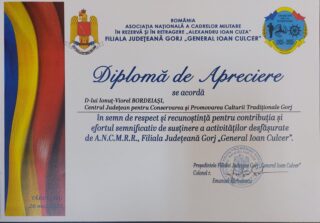 ROMÂNIA
ASOCIAȚIA NAȚIONALĂ A CADRELOR MILITARE
ÎN REZERVĂ ȘI ÎN RETRAGERE "ALEXANDRU IOAN CUZA"
FILIALA JUDEȚEANĂ GORJ „GENERAL IOAN CULCER"
Diplomă de Apreciere
se acordă
D-lui Ionuț-Viorel BORDEIAȘU,
Centrul Județean pentru Conservarea și Promovarea Culturii Tradiționale Gorj
în semn de respect și recunoștință pentru contribuția și
efortul semnificativ de susținere a activităților desfășurate
de A.N.C.M.R.R., Filiala Județeană Gorj „General Ioan Culcer".
Președintele Filialei Județene Gorj „General Ioan Culcer"
Colonel r.